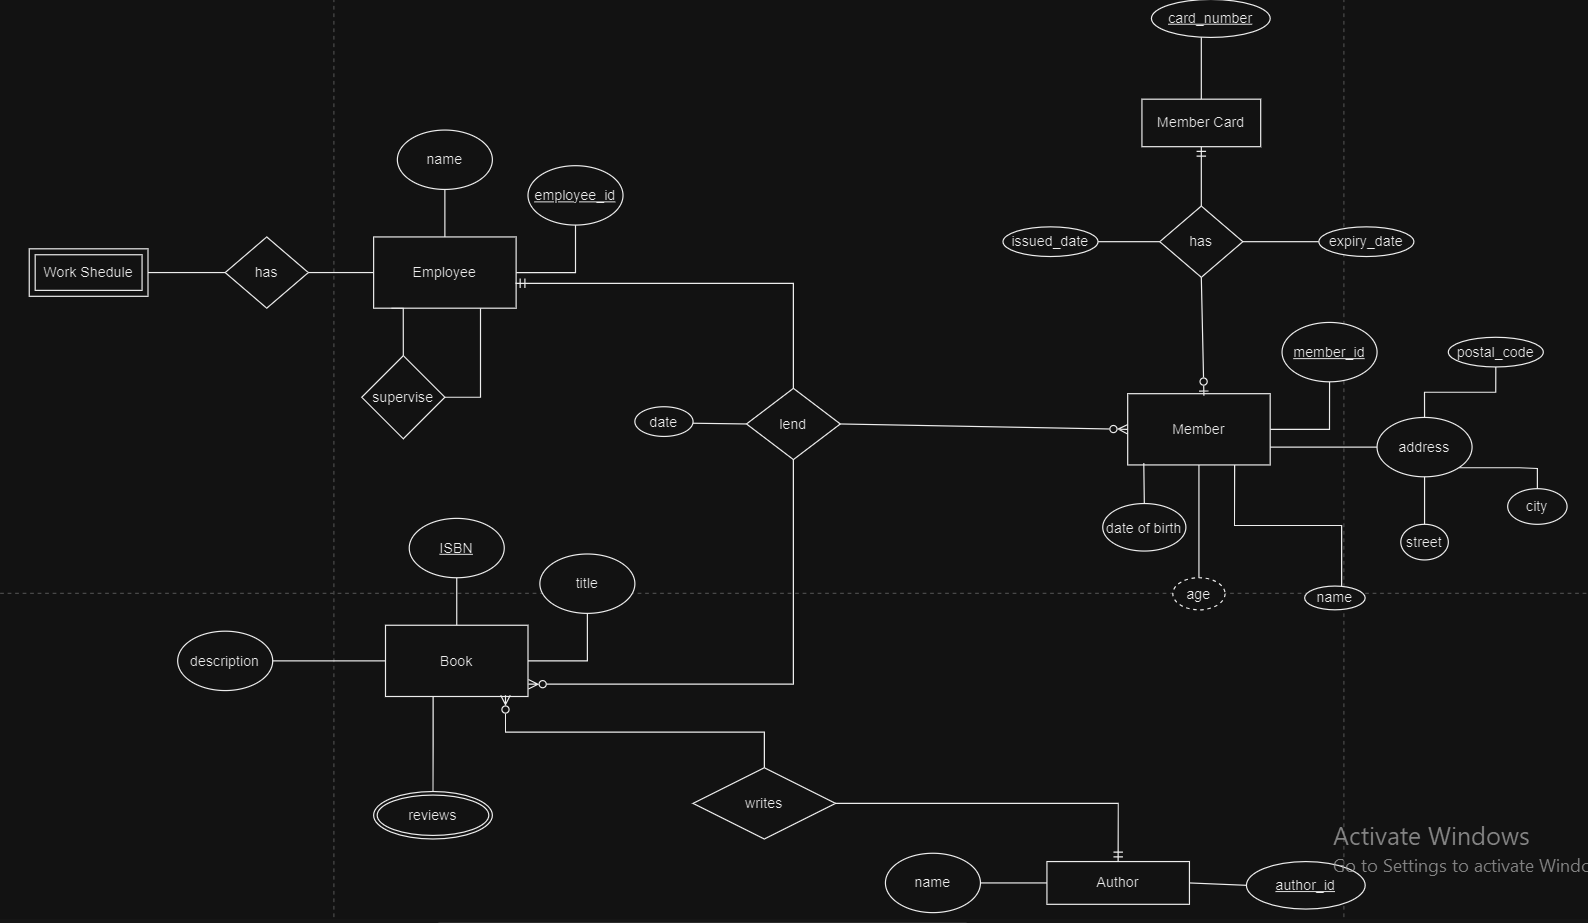 card_number
Member Card
name
employee_id
issued_date
has
expiry_date
Work Shedule
has
Employee
member_id
postal_code
supervise
date
lend
Member
address
date of birth
city
street
ISBN
title
age
name
description
Book
reviews
writes
Activate Windows
Go to Settings to activate
name
Author
author_id